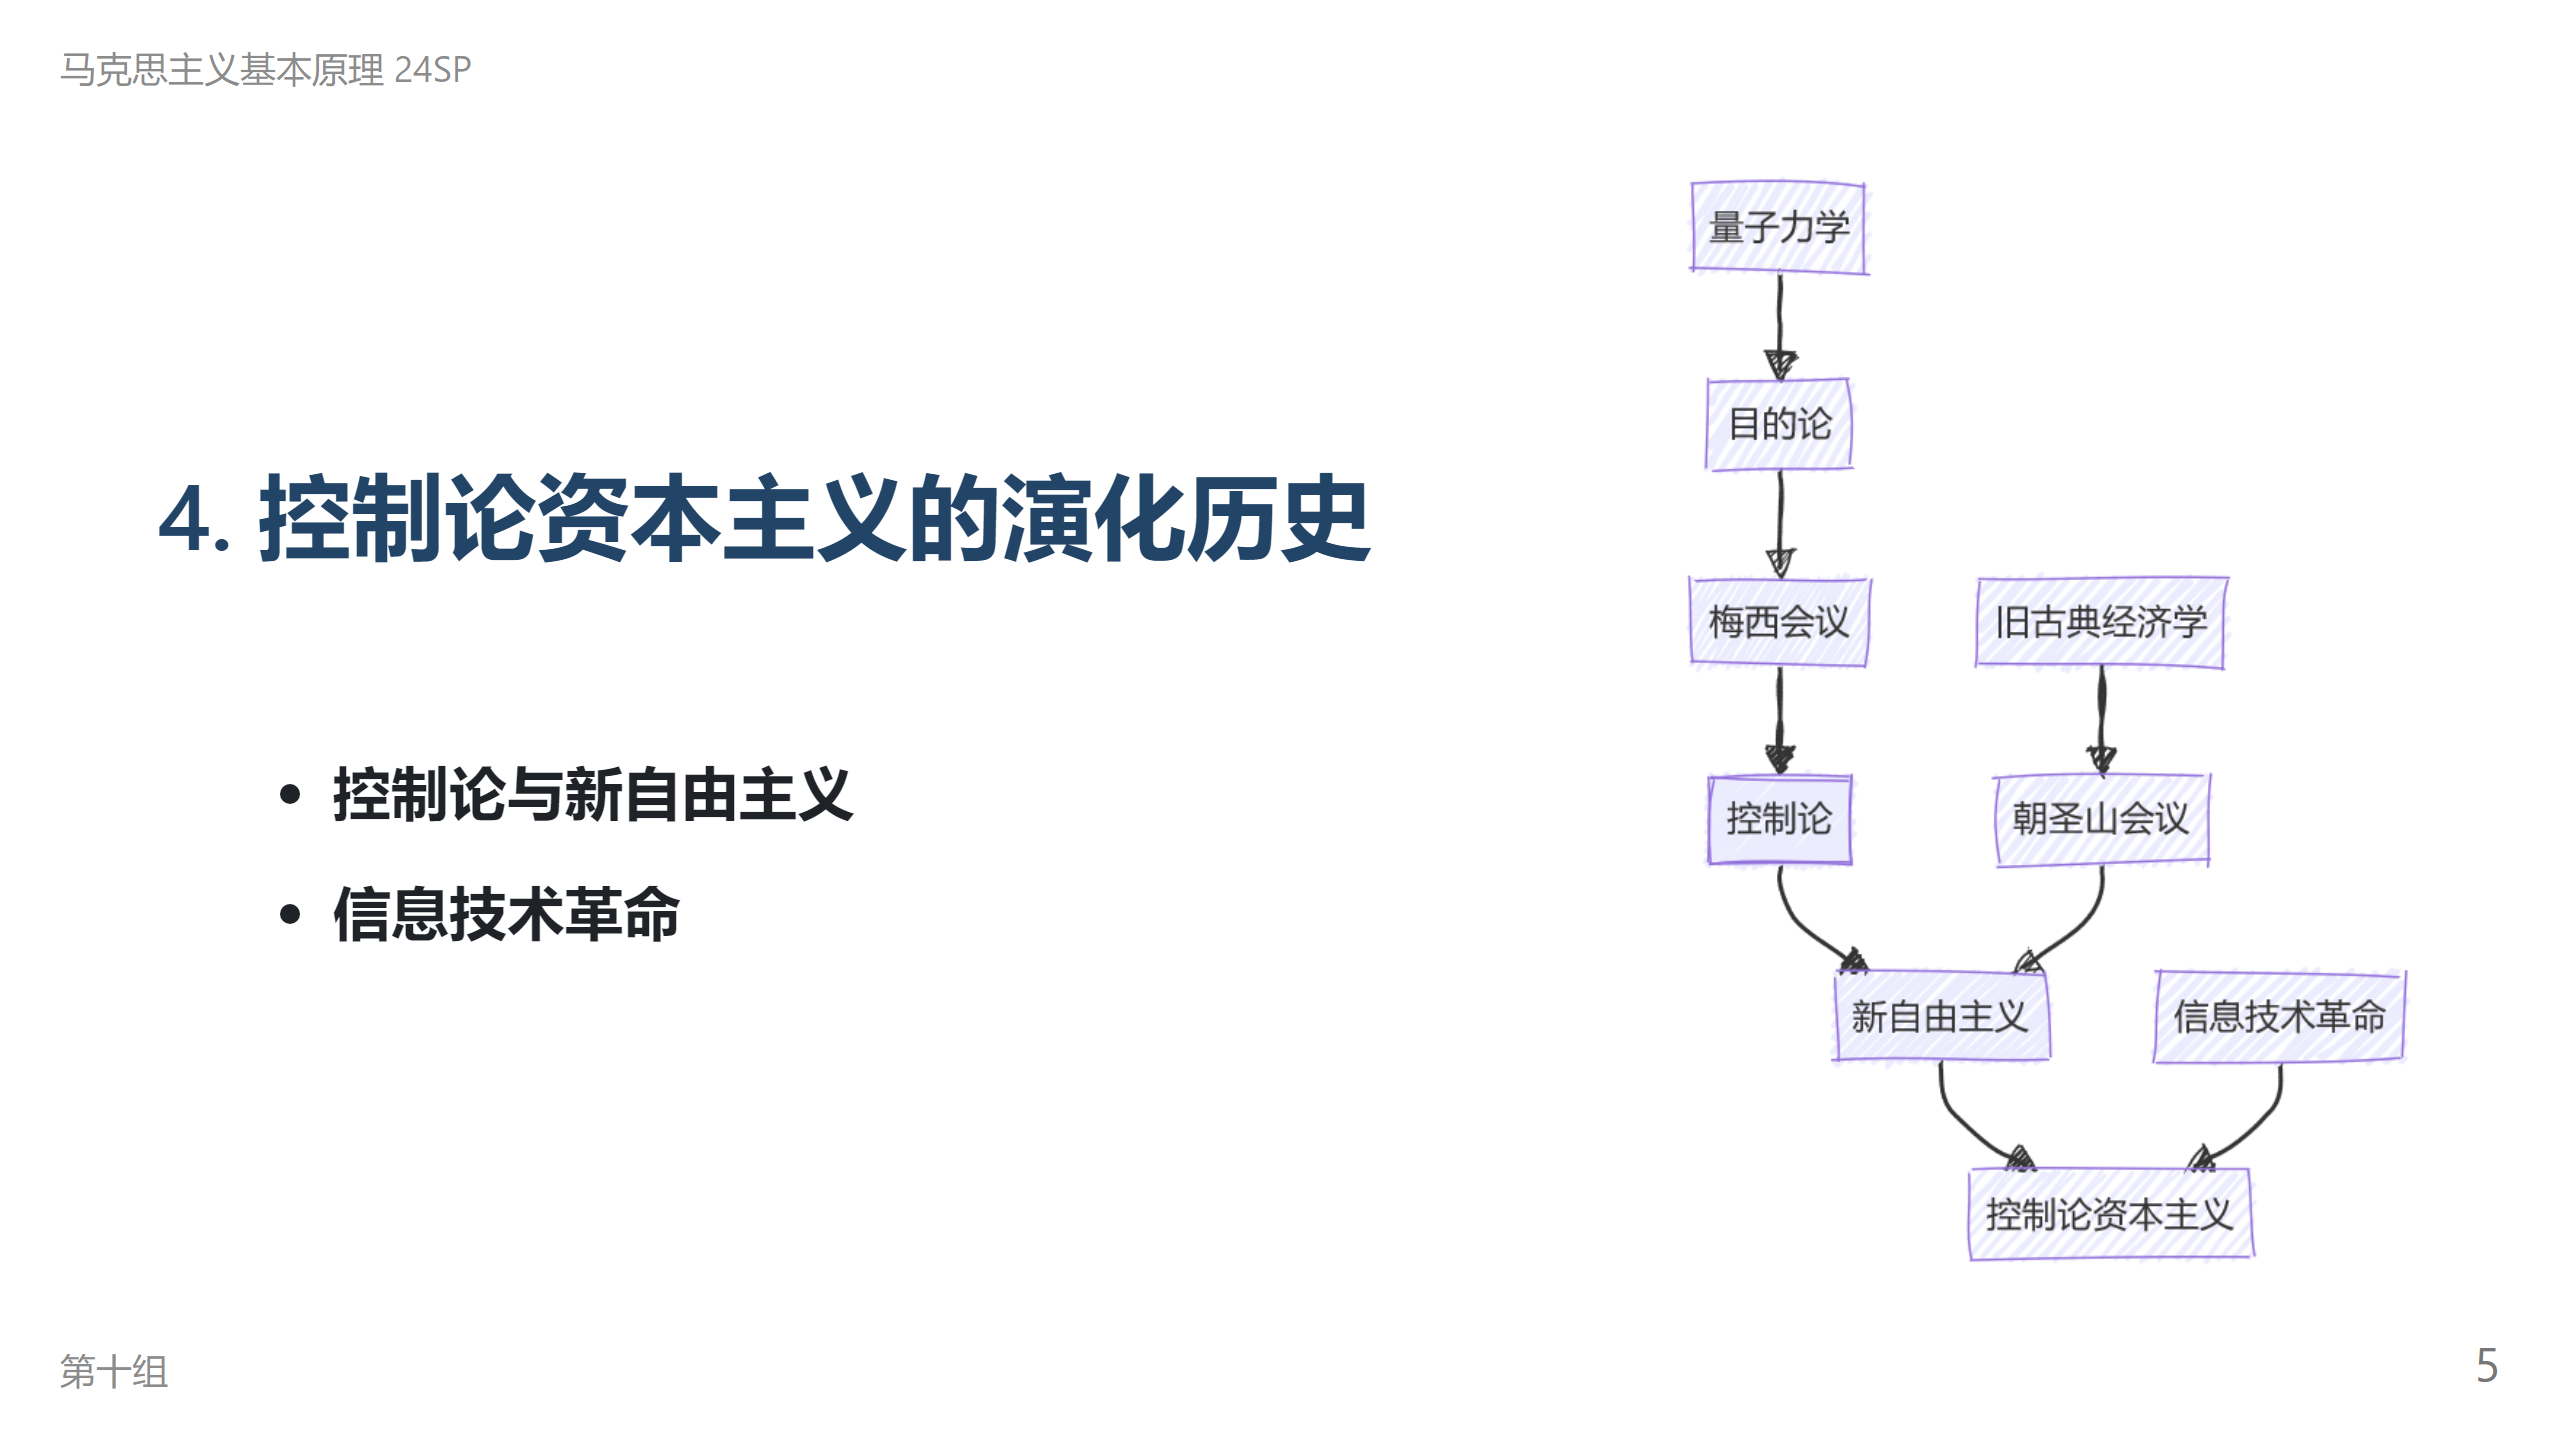 马克思主义基本原理 24SP
4. 控制论资本主义的演化历史
• 控制论与新自由主义
• 信息技术革命
量子力学
目的论
梅西会议
旧古典经济学
控制论
朝圣山会议
新自由主义
信息技术革命
控制论资本主义
第十组
5